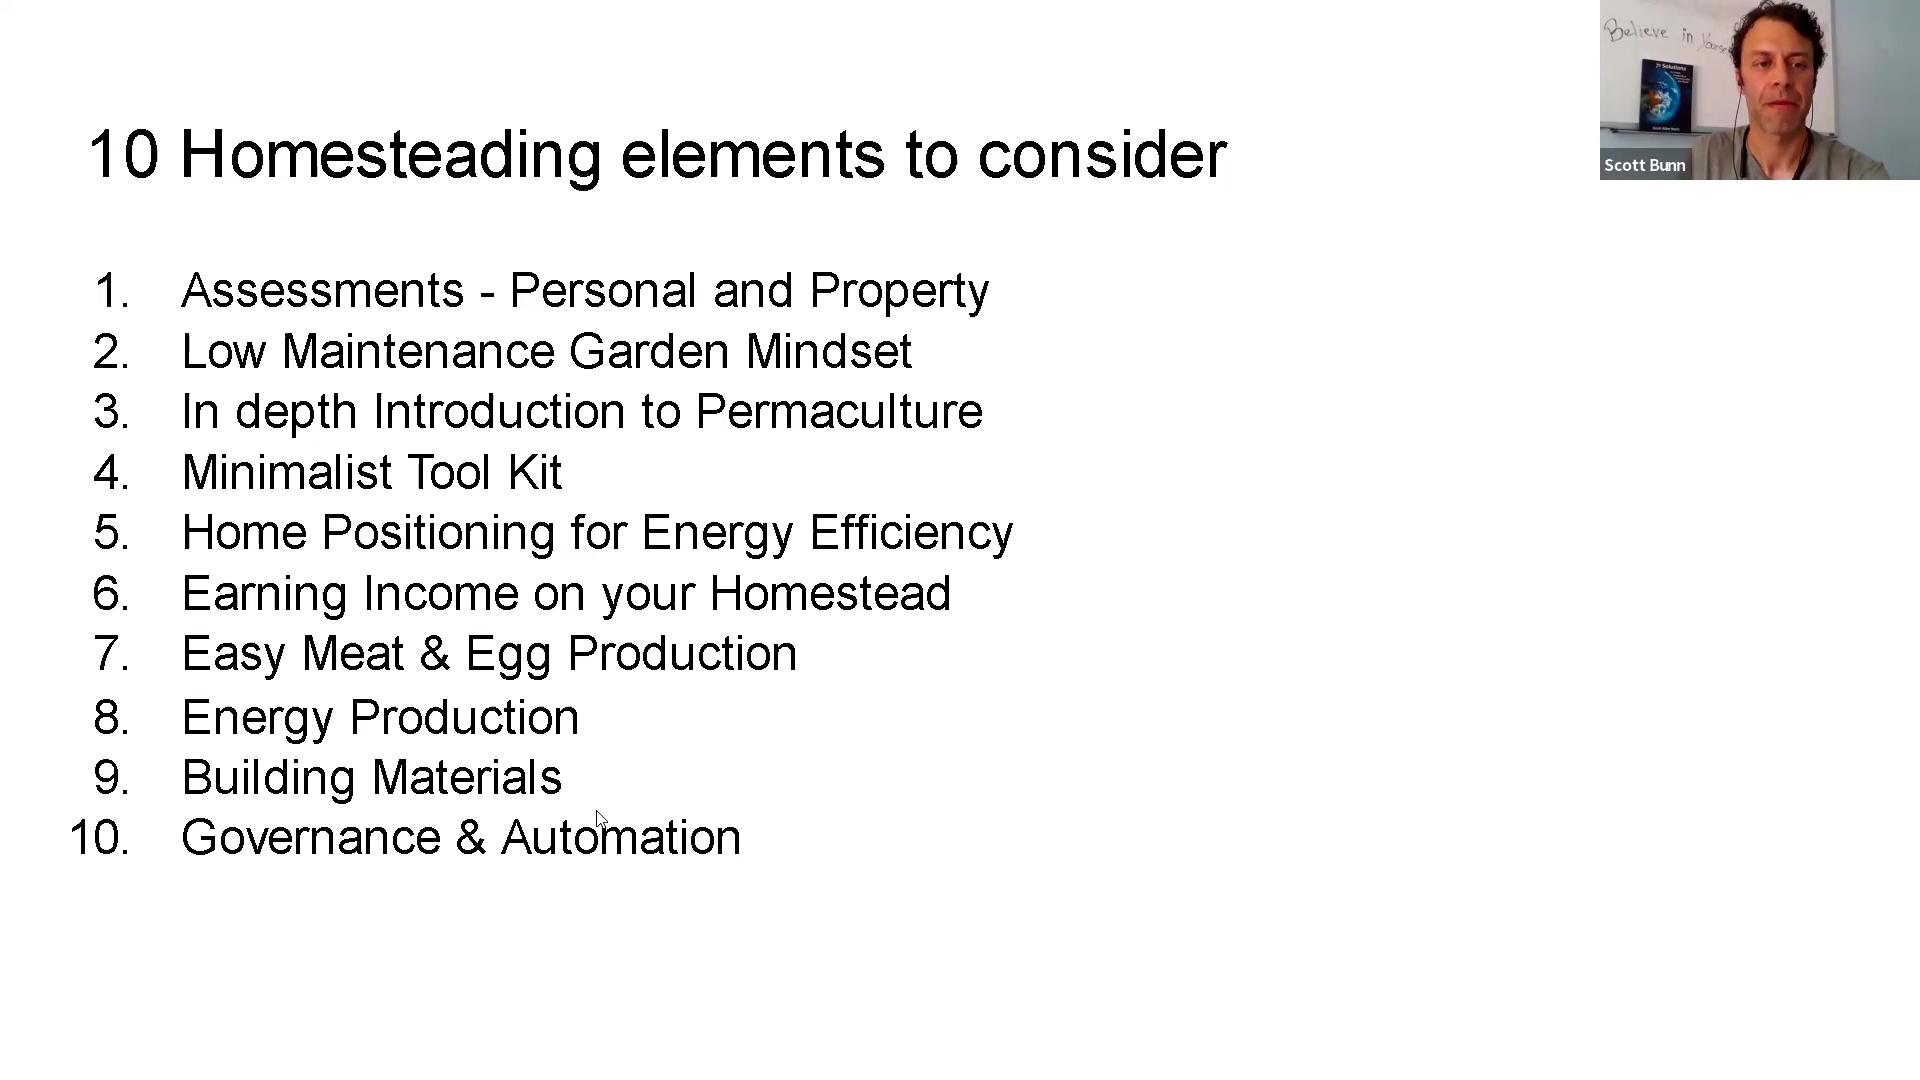 10 Homesteading elements to consider
1. Assessments - Personal and Property
2. Low Maintenance Garden Mindset
3. In depth Introduction to Permaculture
4. Minimalist Tool Kit
5. Home Positioning for Energy Efficiency
6. Earning Income on your Homestead
7. Easy Meat & Egg Production
8. Energy Production
9. Building Materials
10. Governance & Automation
Believe in
71 Solutions
Scott Bunn